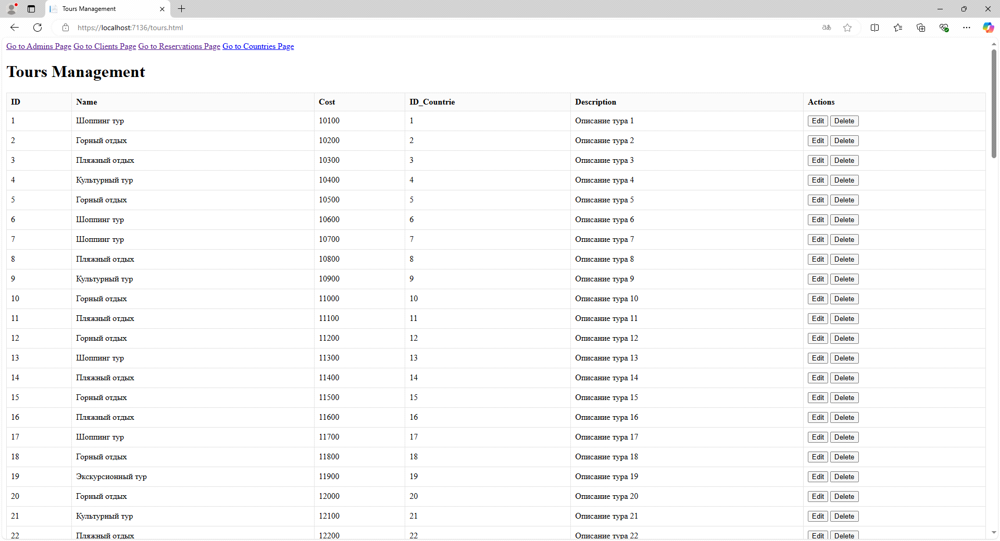 Tours Management
https://localhost:7136/tours.html
Go to Admins Page Go to Clients Page Go to Reservations Page Go to Countries Page
Tours Management
ID Name Cost ID_Countrie Description Actions
1 Шоппинг тур 10100 1 Описание тура 1 Edit Delete
2 Горный отдых 10200 2 Описание тура 2 Edit Delete
3 Пляжный отдых 10300 3 Описание тура 3 Edit Delete
4 Культурный тур 10400 4 Описание тура 4 Edit Delete
5 Горный отдых 10500 5 Описание тура 5 Edit Delete
6 Шоппинг тур 10600 6 Описание тура 6 Edit Delete
7 Шоппинг тур 10700 7 Описание тура 7 Edit Delete
8 Пляжный отдых 10800 8 Описание тура 8 Edit Delete
9 Культурный тур 10900 9 Описание тура 9 Edit Delete
10 Горный отдых 11000 10 Описание тура 10 Edit Delete
11 Пляжный отдых 11100 11 Описание тура 11 Edit Delete
12 Горный отдых 11200 12 Описание тура 12 Edit Delete
13 Шоппинг тур 11300 13 Описание тура 13 Edit Delete
14 Пляжный отдых 11400 14 Описание тура 14 Edit Delete
15 Горный отдых 11500 15 Описание тура 15 Edit Delete
16 Пляжный отдых 11600 16 Описание тура 16 Edit Delete
17 Шоппинг тур 11700 17 Описание тура 17 Edit Delete
18 Горный отдых 11800 18 Описание тура 18 Edit Delete
19 Экскурсионный тур 11900 19 Описание тура 19 Edit Delete
20 Горный отдых 12000 20 Описание тура 20 Edit Delete
21 Культурный тур 12100 21 Описание тура 21 Edit Delete
22 Пляжный отдых 12200 22 Описание тура 22 Edit Delete